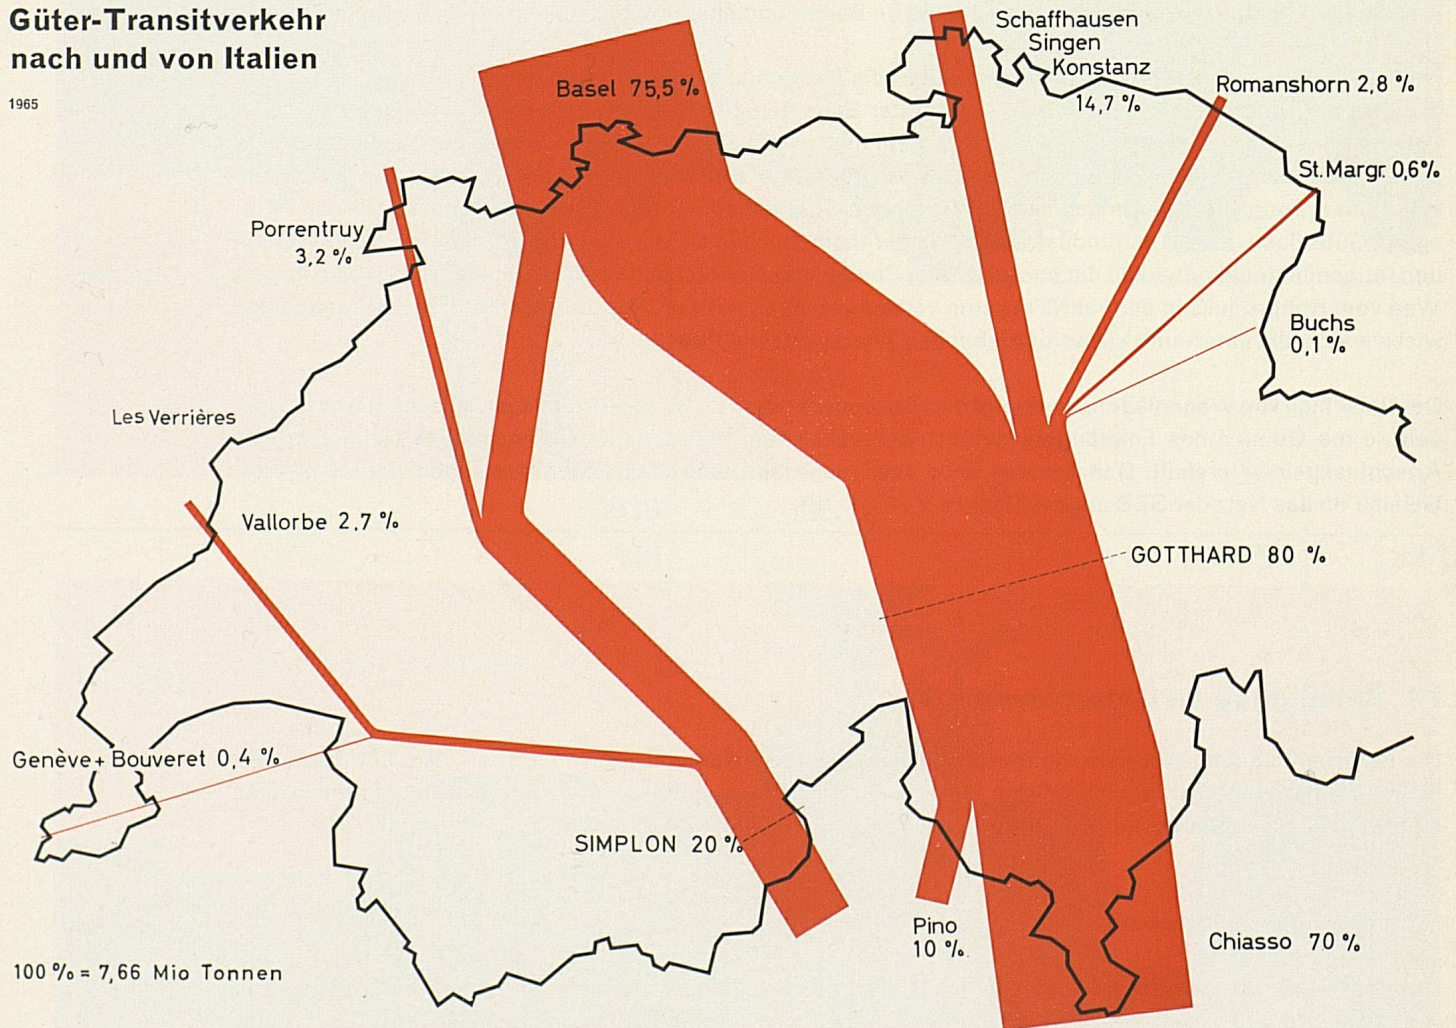 Güter-Transitverkehr
nach und von Italien
1965
Schaffhausen
Singen
Konstanz
14,7 %
Basel 75,5 %
Romanshorn 2,8 %
St.Margr. 0,6%
Porrentruy
3,2 %
Buchs
0,1 %
Les Verrières
Vallorbe 2,7 %
GOTTHARD 80 %
Genève + Bouveret 0,4 %
SIMPLON 20 %
Pino
10 %
Chiasso 70 %
100 % = 7,66 Mio Tonnen